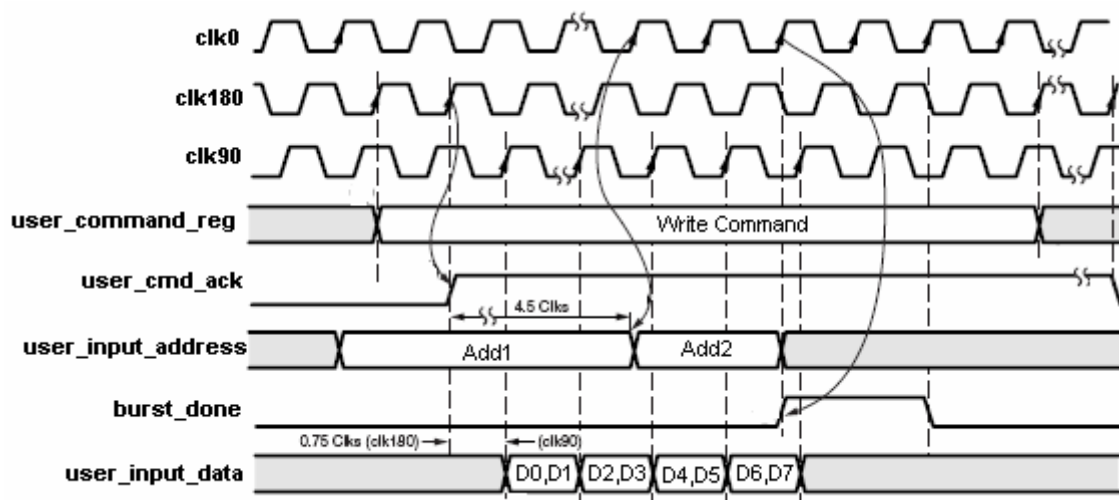 clk0
clk180
clk90
user_command_reg
Write Command
user_cmd_ack
4.5 Clks
user_input_address
Add1
Add2
burst_done
0.75 Clks (clk180)
(clk90)
user_input_data
D0,D1
D2,D3
D4,D5
D6,D7